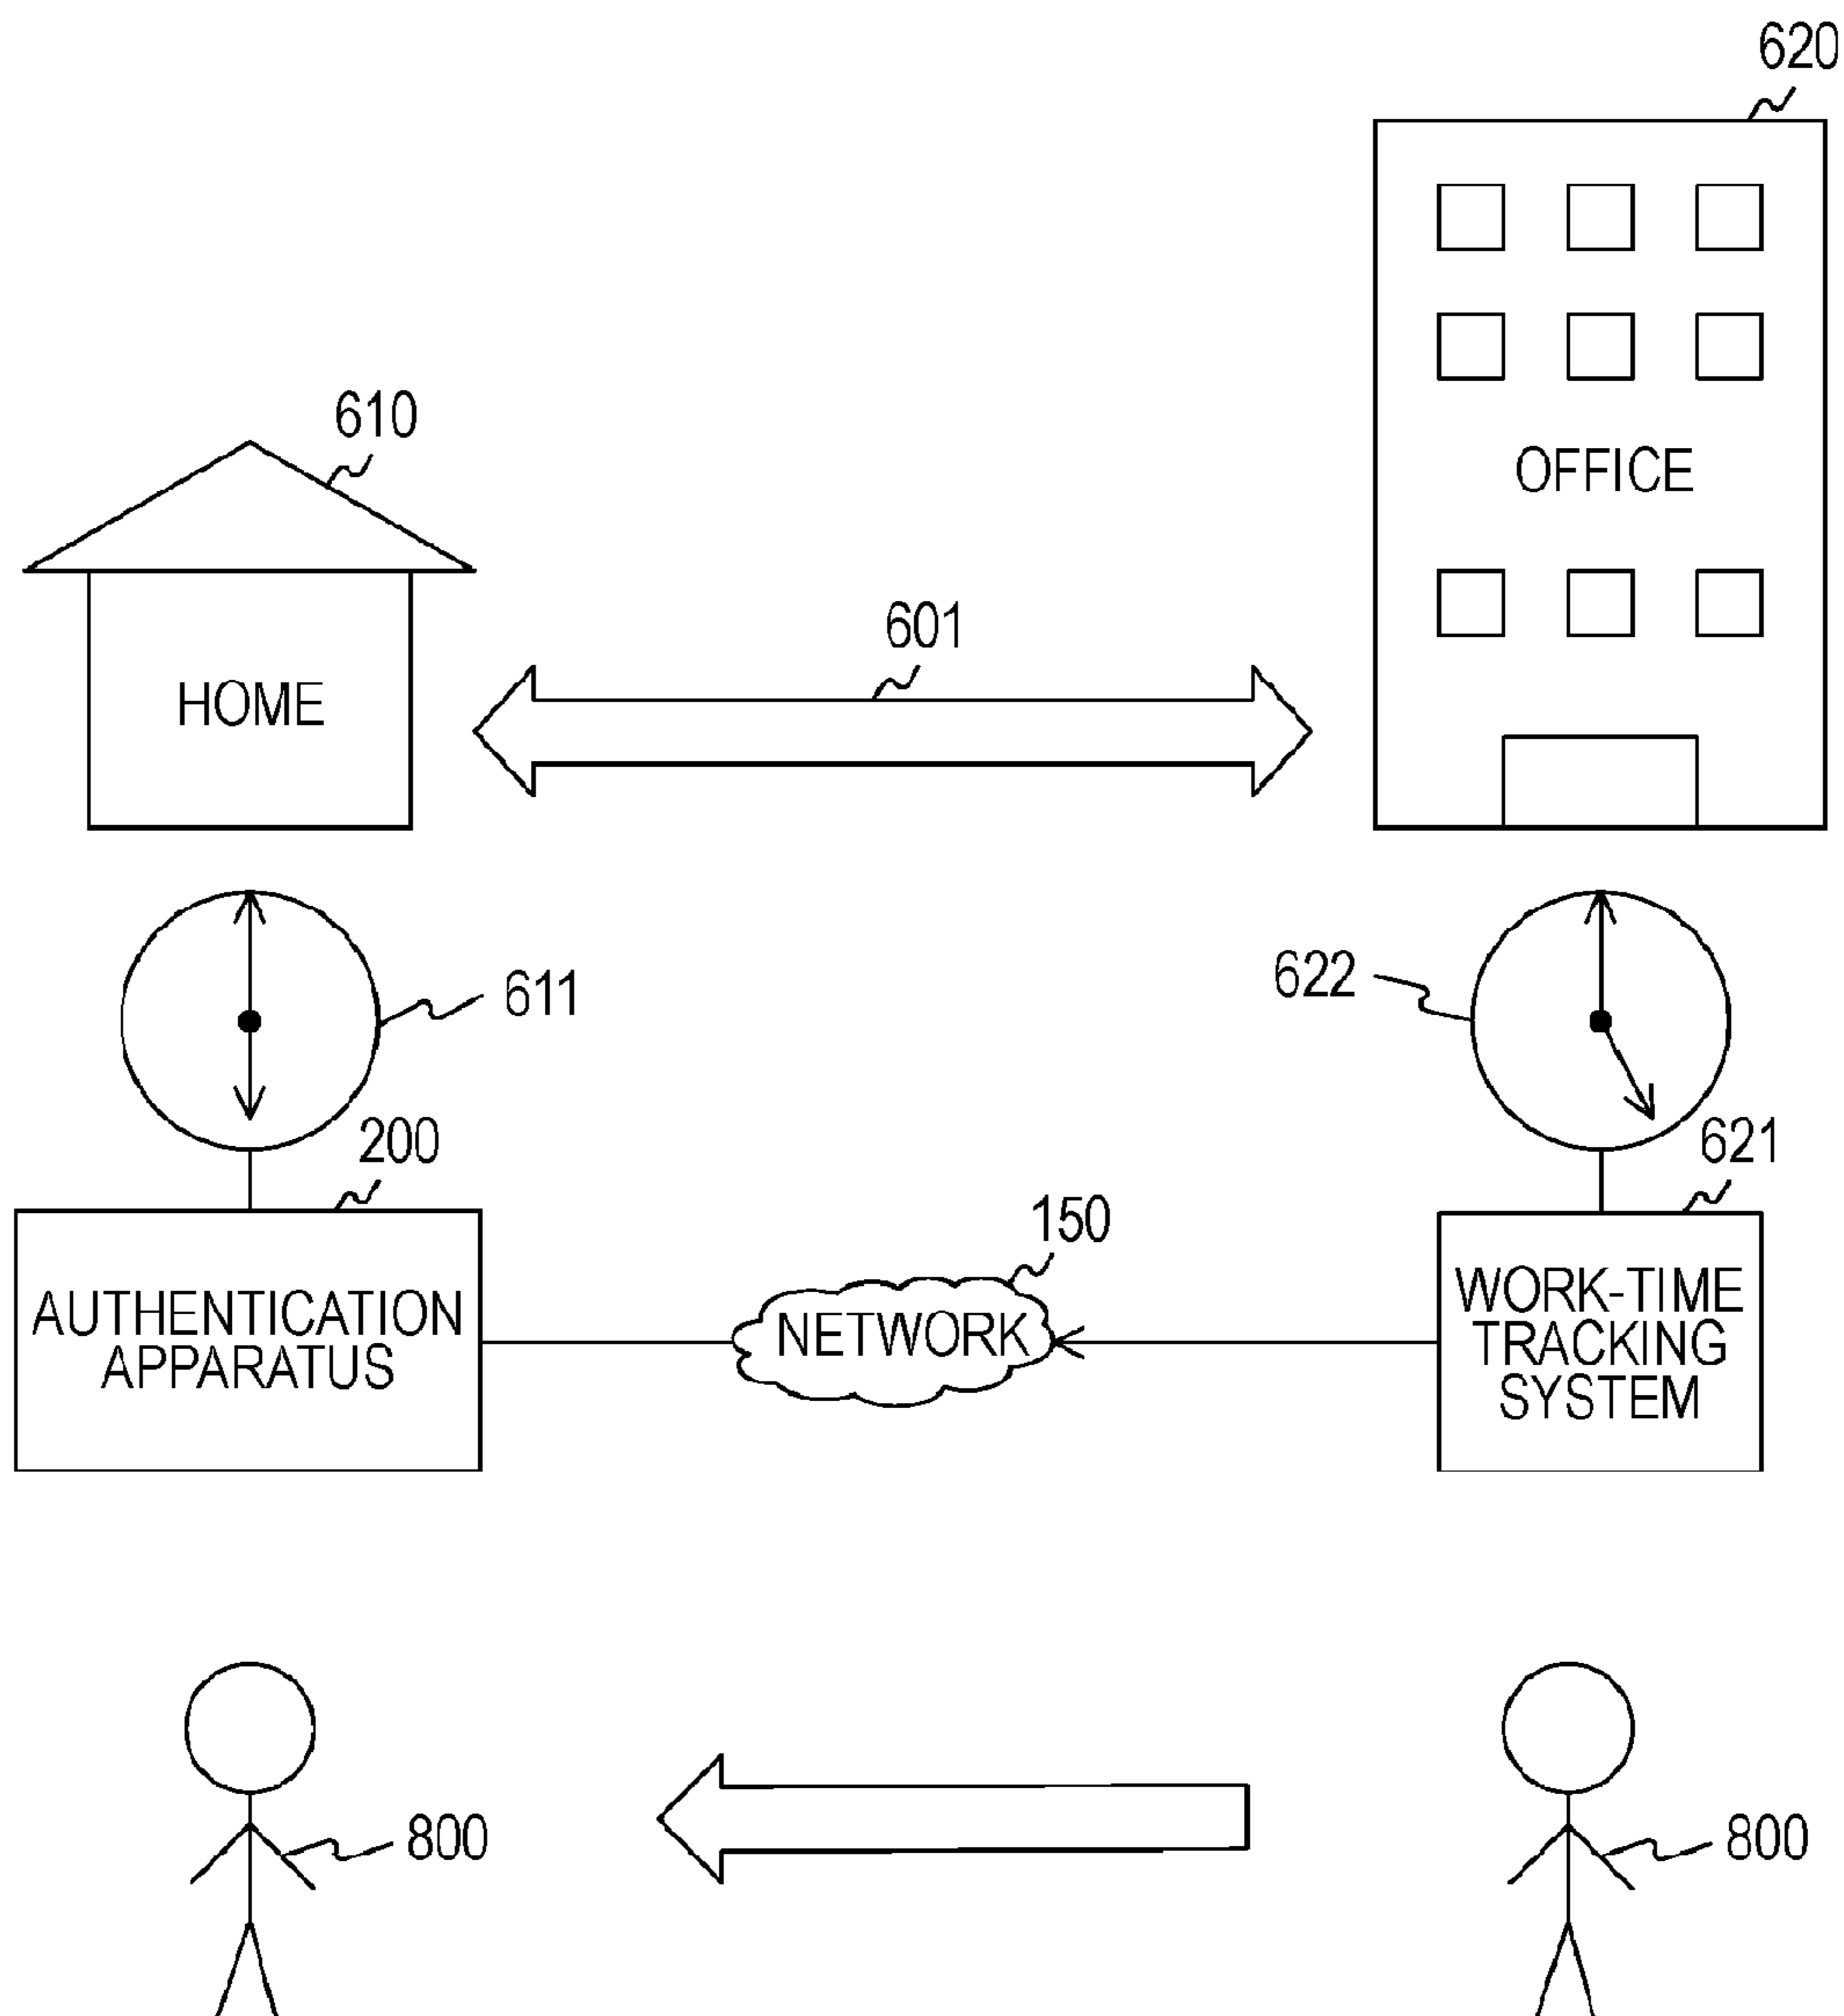 620
610
OFFICE
601
HOME
611
622
200
621
150
AUTHENTICATION
APPARATUS
NETWORK
WORK-TIME
TRACKING
SYSTEM
800
800